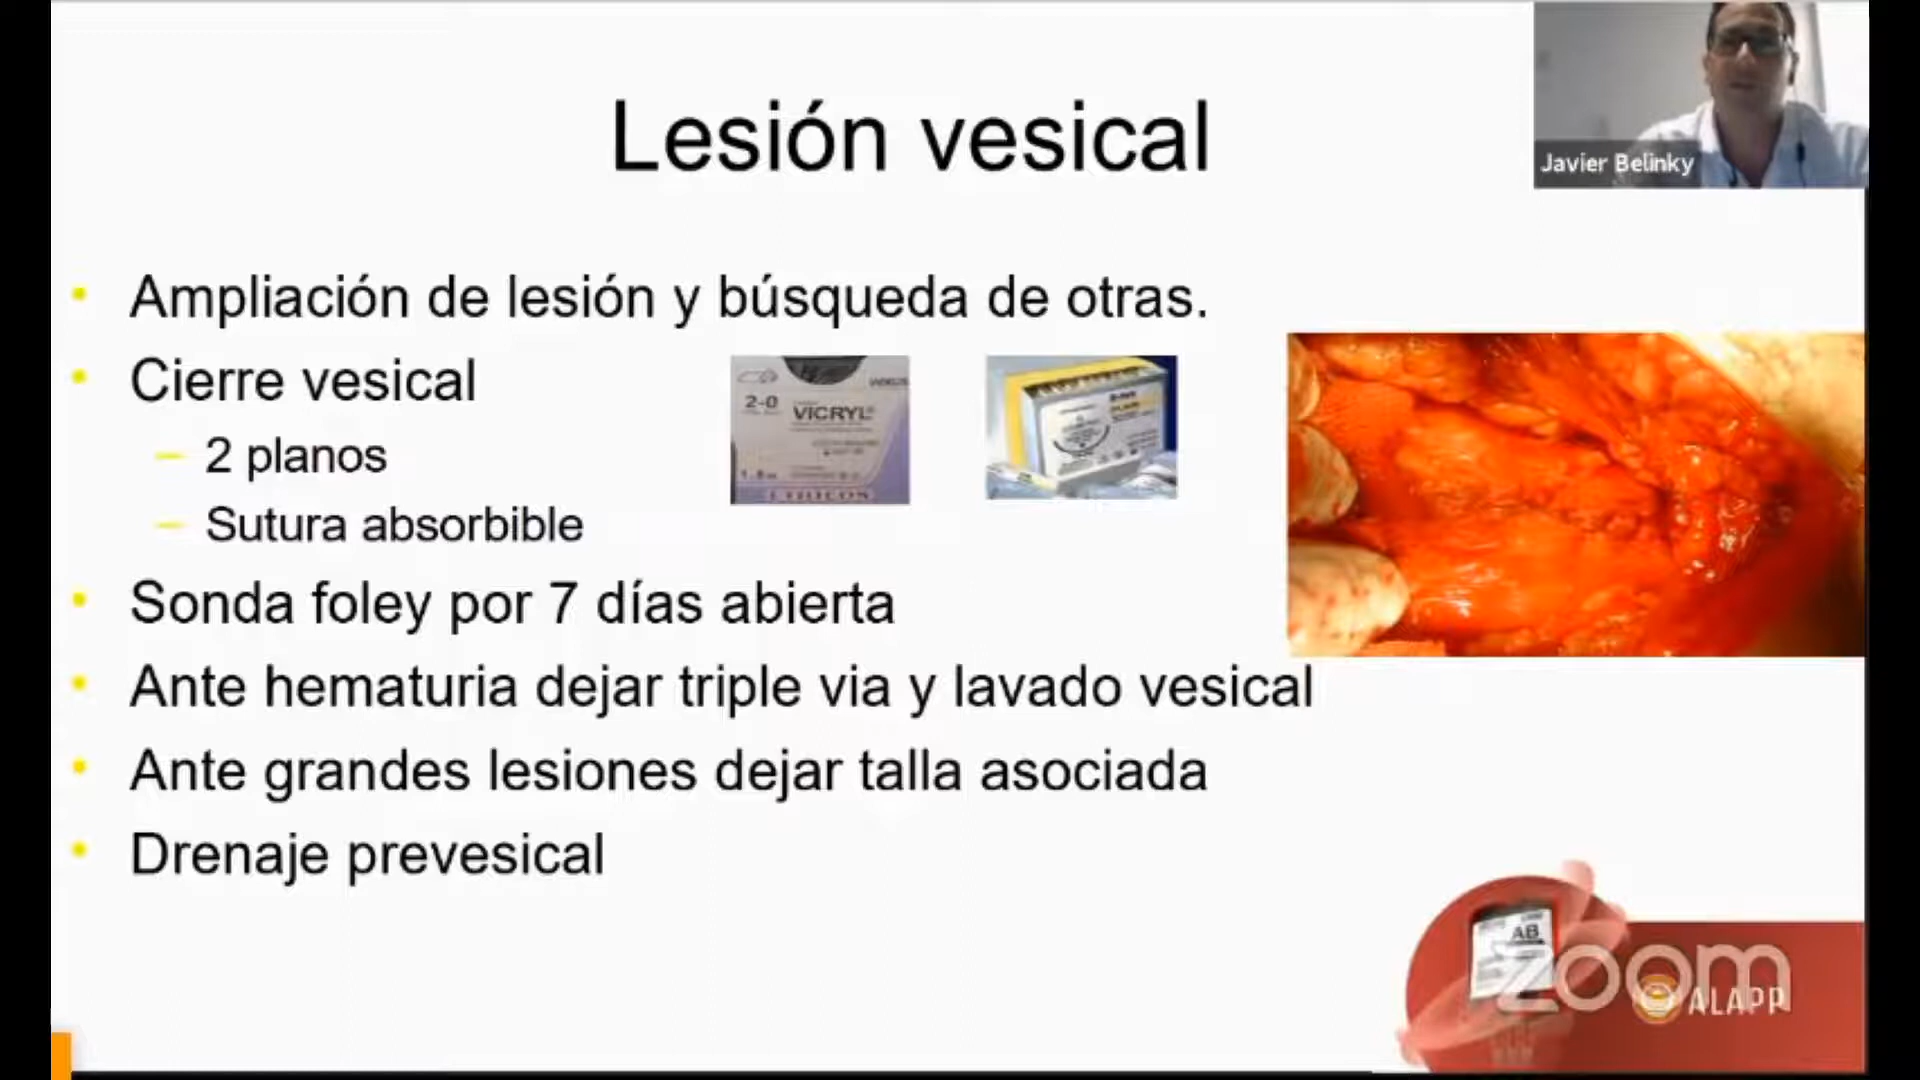 Lesión vesical
Javier Belinky
• Ampliación de lesión y búsqueda de otras.
• Cierre vesical
– 2 planos
– Sutura absorbible
2-0
VICRYL
• Sonda foley por 7 días abierta
• Ante hematuria dejar triple via y lavado vesical
• Ante grandes lesiones dejar talla asociada
• Drenaje prevesical
AB
zoom
ALAPP